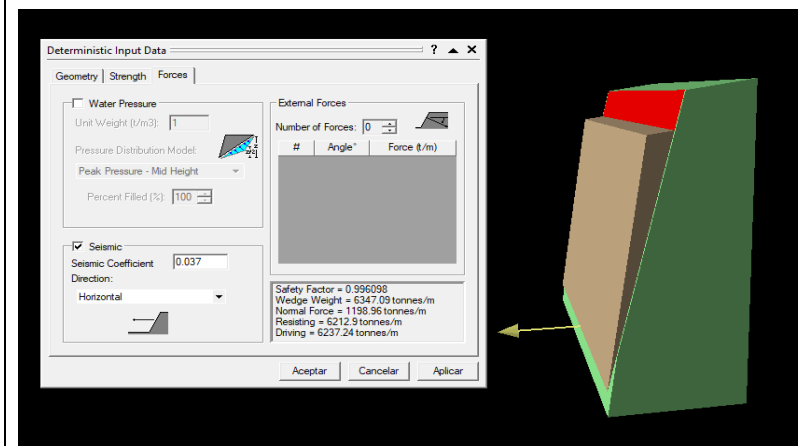 Deterministic Input Data ? 
Geometry Strength Forces
Water Pressure
Unit Weight (t/m3): 1
Pressure Distribution Model:
Peak Pressure - Mid Height
Percent Filled (%): 100
Seismic
Seismic Coefficient 0.037
Direction:
Horizontal
External Forces
Number of Forces: 0
# Angle° Force (t/m)
Safety Factor = 0.996098
Wedge Weight = 6347.09 tonnes/m
Normal Force = 1198.96 tonnes/m
Resisting = 6212.9 tonnes/m
Driving = 6237.24 tonnes/m
Aceptar Cancelar Aplicar